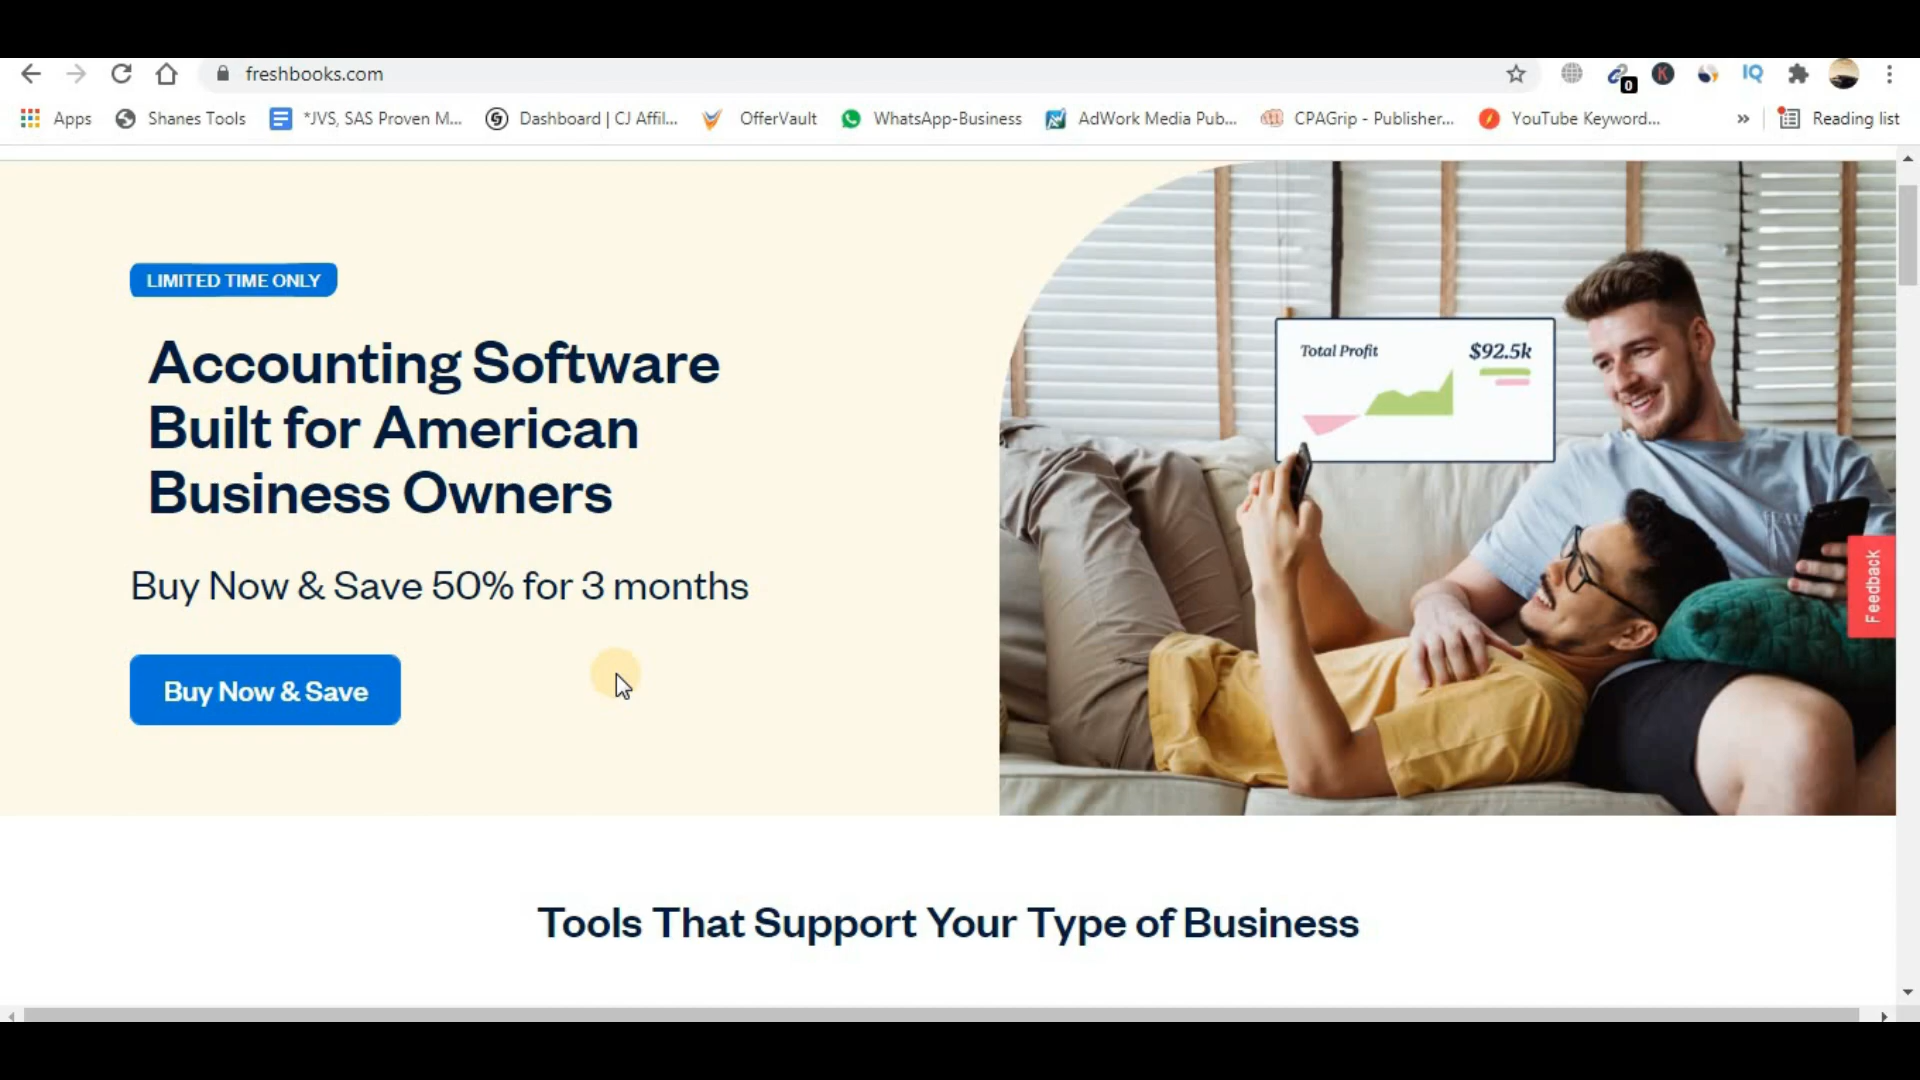 freshbooks.com
0
K
IQ
Apps
Shanes Tools
*JVS, SAS Proven M...
Dashboard | CJ Affil...
OfferVault
WhatsApp-Business
AdWork Media Pub...
CPAGrip - Publisher...
YouTube Keyword...
»
Reading list
LIMITED TIME ONLY
Accounting Software
Built for American
Business Owners
Buy Now & Save 50% for 3 months
Buy Now & Save
Total Profit
$92.5k
Feedback
Tools That Support Your Type of Business